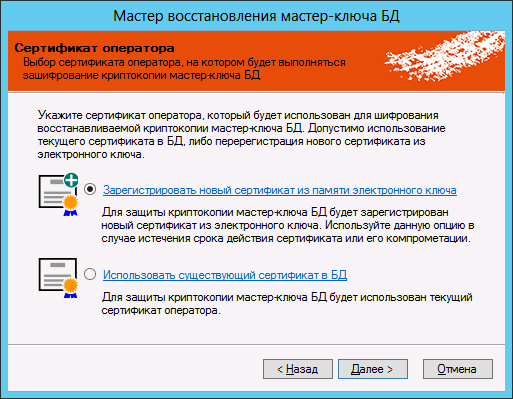 Мастер восстановления мастер-ключа БД
Сертификат оператора
Выбор сертификата оператора, на котором будет выполняться
зашифрование криптокопии мастер-ключа БД
Укажите сертификат оператора, который будет использован для шифрования
восстанавливаемой криптокопии мастер-ключа БД. Допустимо использование
текущего сертификата в БД, либо перерегистрация нового сертификата из
электронного ключа.
Зарегистрировать новый сертификат из памяти электронного ключа
Для защиты криптокопии мастер-ключа БД будет зарегистрирован
новый сертификат из электронного ключа. Используйте данную опцию в
случае истечения срока действия сертификата или его компрометации.
Использовать существующий сертификат в БД
Для защиты криптокопии мастер-ключа БД будет использован текущий
сертификат оператора.
< Назад Далее > Отмена